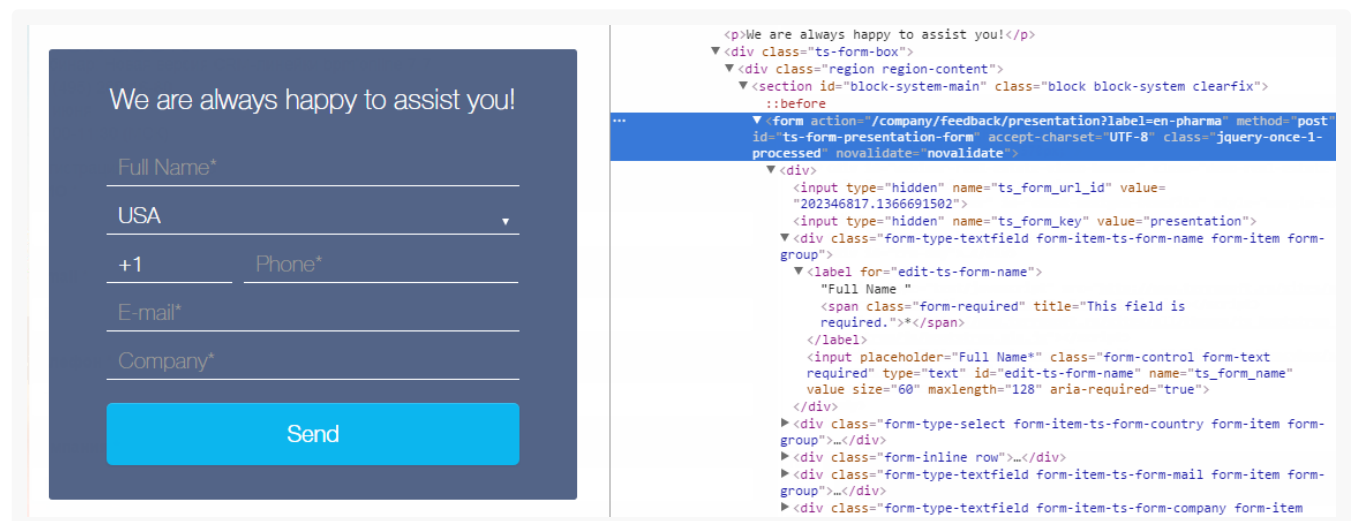 We are always happy to assist you!
Full Name*
USA
+1 Phone*
E-mail*
Company*
Send
<p>We are always happy to assist you!</p>
▼<div class="ts-form-box">
▼<div class="region region-content">
▼<section id="block-system-main" class="block block-system clearfix">
::before
... ▼<form action="/company/feedback/presentation?label=en-pharma" method="post"
id="ts-form-presentation-form" accept-charset="UTF-8" class="jquery-once-1-
processed" novalidate="novalidate">
▼<div>
<input type="hidden" name="ts_form_url_id" value=
"202346817.1366691502">
<input type="hidden" name="ts_form_key" value="presentation">
▼<div class="form-type-textfield form-item-ts-form-name form-item form-
group">
▼<label for="edit-ts-form-name">
"Full Name "
<span class="form-required" title="This field is
required.">*</span>
</label>
<input placeholder="Full Name*" class="form-control form-text
required" type="text" id="edit-ts-form-name" name="ts_form_name"
value size="60" maxlength="128" aria-required="true">
</div>
▶<div class="form-type-select form-item-ts-form-country form-item form-
group">…</div>
▶<div class="form-inline row">…</div>
▶<div class="form-type-textfield form-item-ts-form-mail form-item form-
group">…</div>
▶<div class="form-type-textfield form-item-ts-form-company form-item